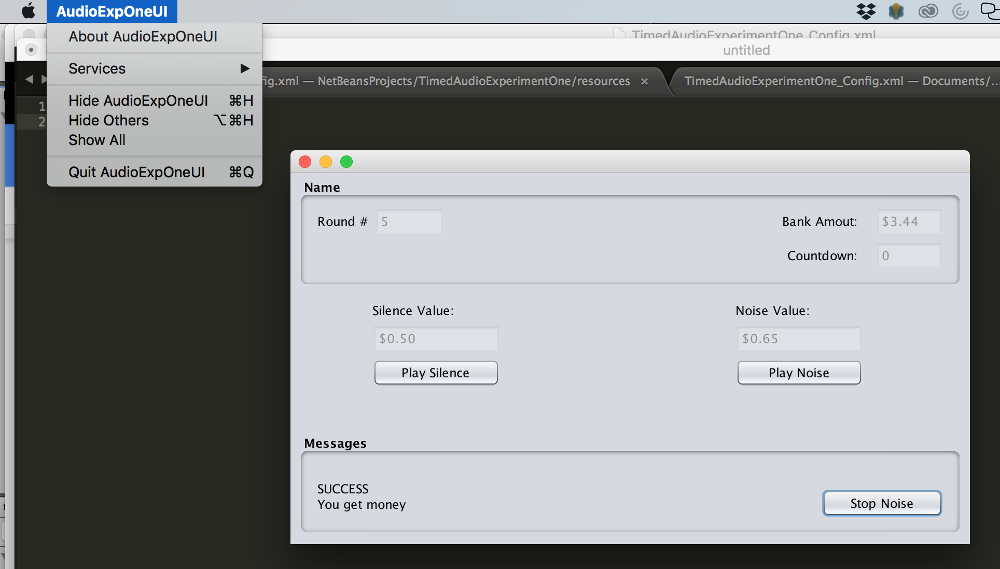 AudioExpOneUI
About AudioExpOneUI
Services
Hide AudioExpOneUI ⌘H
Hide Others ⌥⌘H
Show All
Quit AudioExpOneUI ⌘Q
TimedAudioExperimentOne_Config.xml
untitled
fig.xml — NetBeansProjects/TimedAudioExperimentOne/resources
TimedAudioExperimentOne_Config.xml — Documents/...
1
2
Name
Round # 5
Bank Amout: $3.44
Countdown: 0
Silence Value:
Noise Value:
$0.50
$0.65
Play Silence
Play Noise
Messages
SUCCESS
You get money
Stop Noise